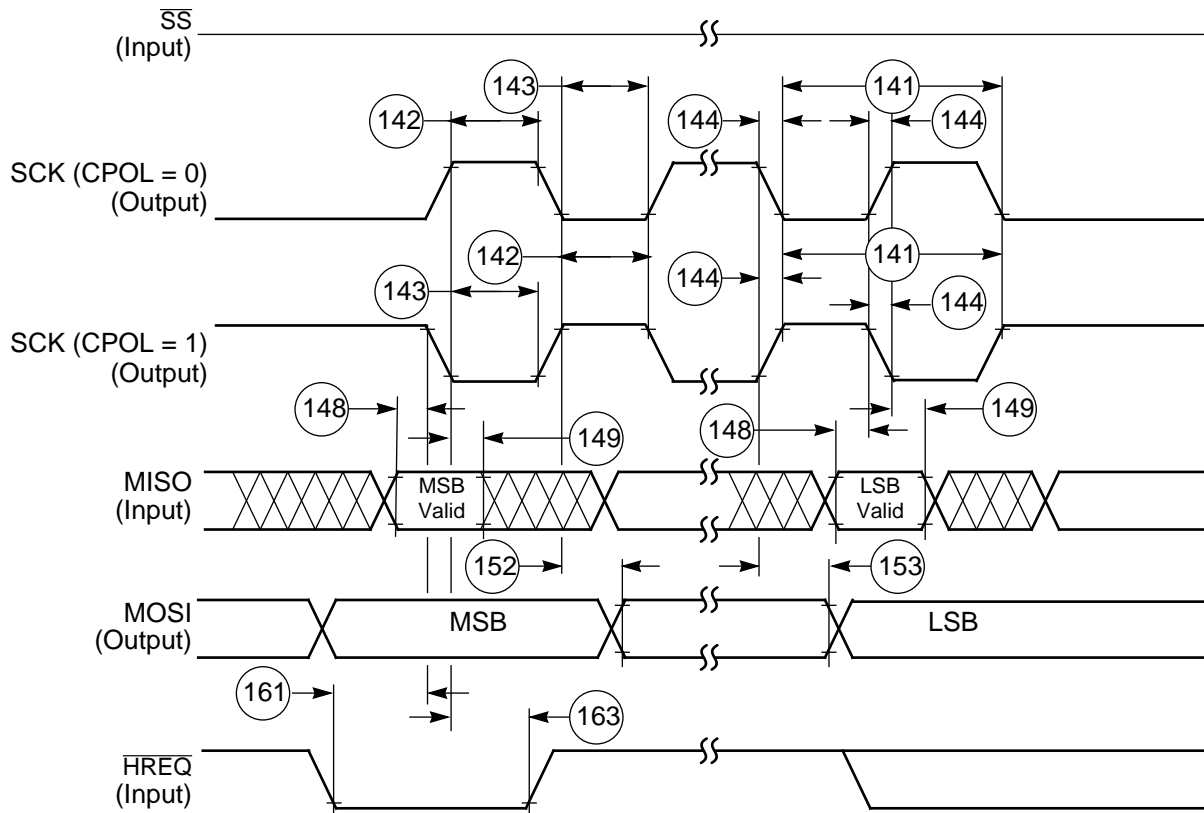 SS
(Input)
143
141
142
144
144
SCK (CPOL = 0)
(Output)
142
141
143
144
144
SCK (CPOL = 1)
(Output)
148
149
148
149
MISO
(Input)
MSB
Valid
LSB
Valid
152
153
MOSI
(Output)
MSB
LSB
161
163
HREQ
(Input)